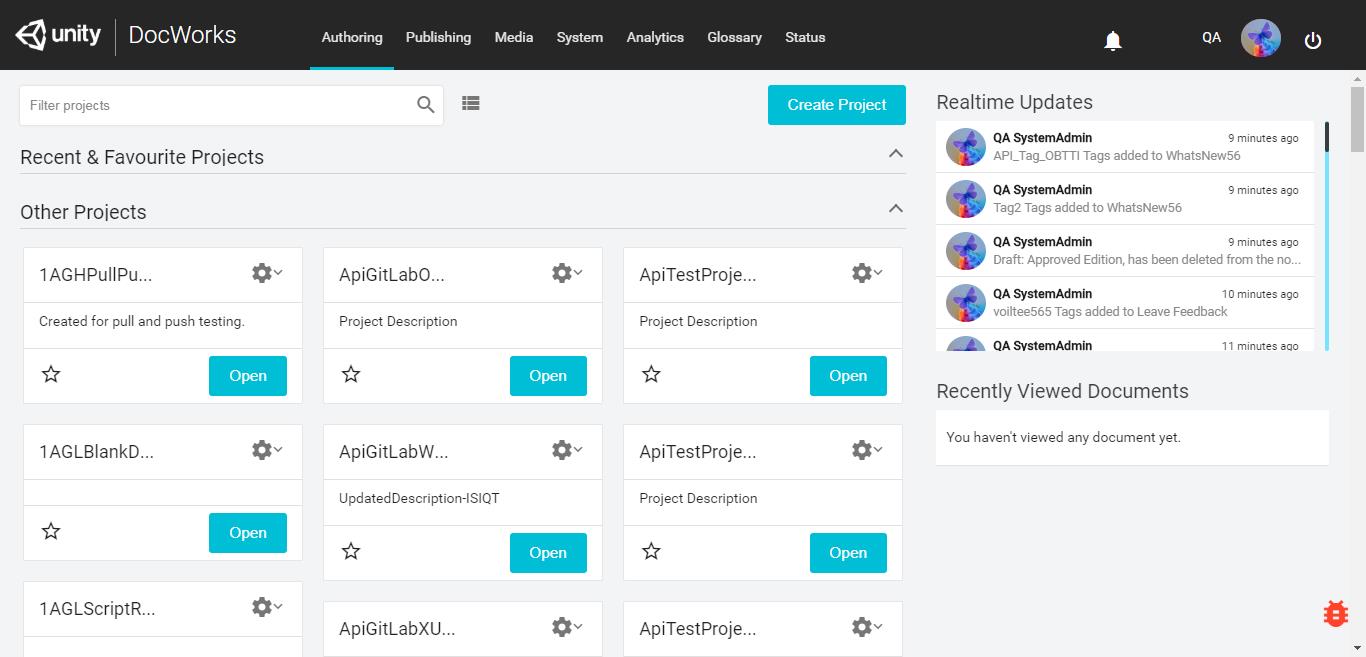 unity DocWorks Authoring Publishing Media System Analytics Glossary Status QA
Filter projects
Create Project
Recent & Favourite Projects
Other Projects
1AGHPullPu...
Created for pull and push testing.
Open
ApiGitLabO...
Project Description
Open
ApiTestProje...
Project Description
Open
1AGLBlankD...
Open
ApiGitLabW...
UpdatedDescription-ISIQT
Open
ApiTestProje...
Project Description
Open
1AGLScriptR...
ApiGitLabXU...
ApiTestProje...
Realtime Updates
QA SystemAdmin 9 minutes ago
API_Tag_OBTTI Tags added to WhatsNew56
QA SystemAdmin 9 minutes ago
Tag2 Tags added to WhatsNew56
QA SystemAdmin 9 minutes ago
Draft: Approved Edition, has been deleted from the no...
QA SystemAdmin 10 minutes ago
voiltee565 Tags added to Leave Feedback
QA SystemAdmin 11 minutes ago
Recently Viewed Documents
You haven't viewed any document yet.